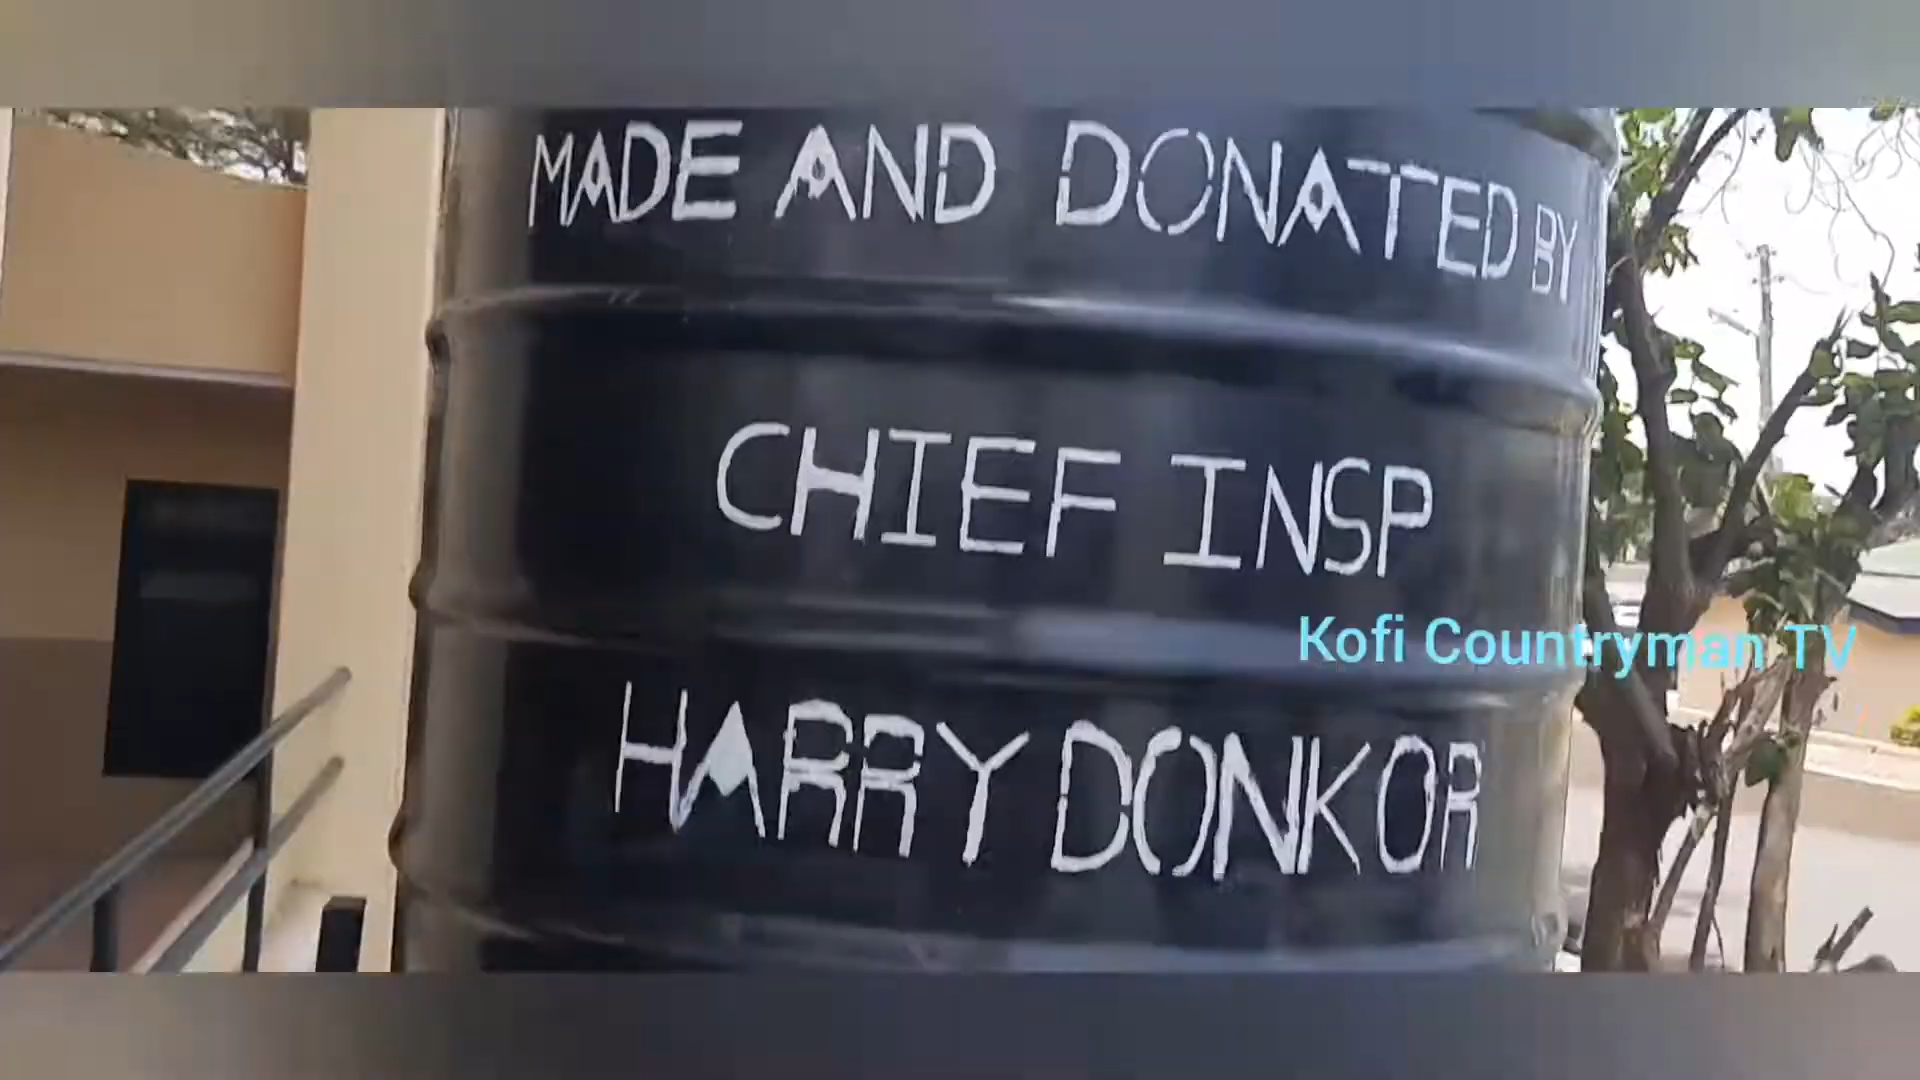 MADE AND DONATED BY
CHIEF INSP
Kofi Countryman TV
HARRY DONKOR